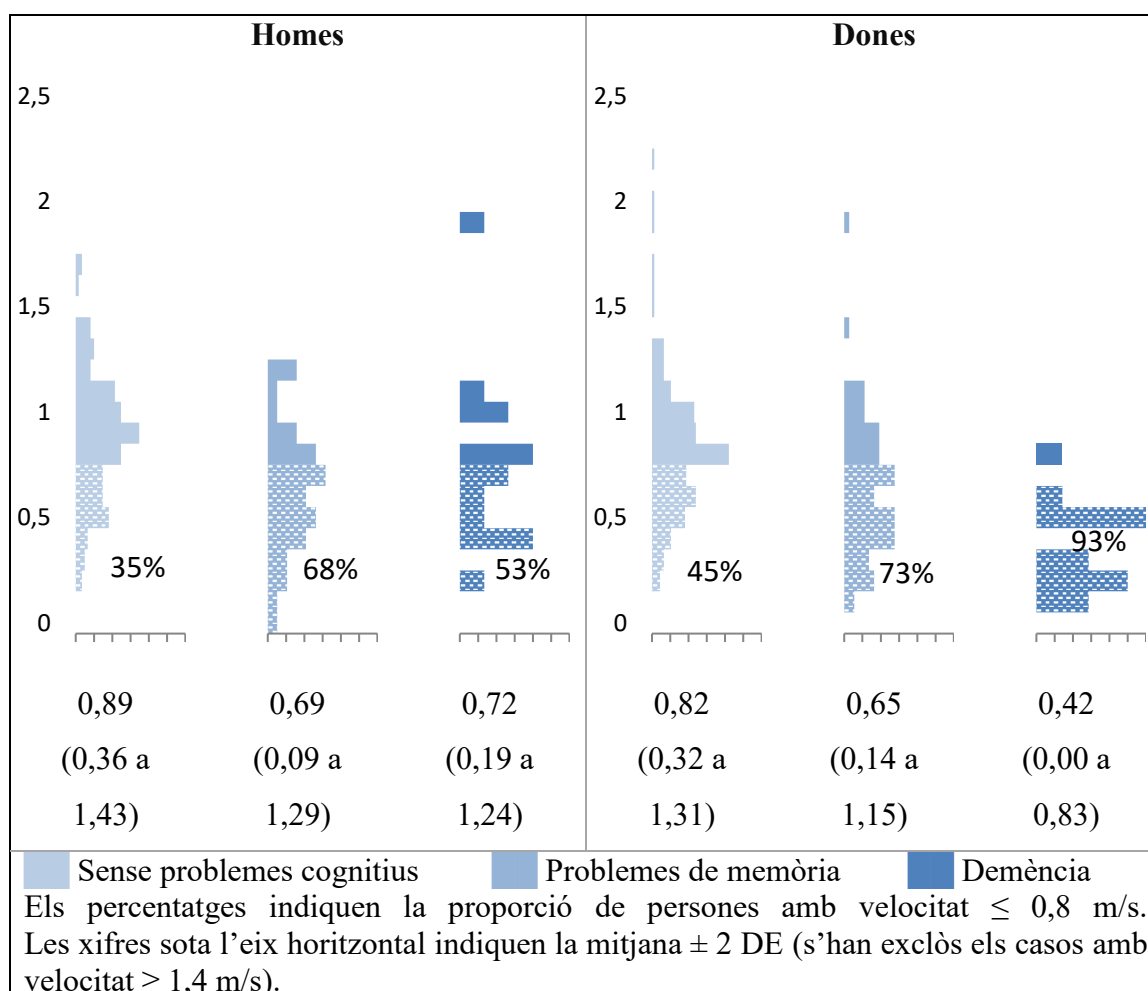 Homes
Dones
2,5
2
1,5
1
0,5
0
35%
68%
53%
2,5
2
1,5
1
0,5
0
45%
73%
93%
0,89
(0,36 a
1,43)
0,69
(0,09 a
1,29)
0,72
(0,19 a
1,24)
0,82
(0,32 a
1,31)
0,65
(0,14 a
1,15)
0,42
(0,00 a
0,83)
Sense problemes cognitius
Problemes de memòria
Demència
Els percentatges indiquen la proporció de persones amb velocitat ≤ 0,8 m/s.
Les xifres sota l’eix horitzontal indiquen la mitjana ± 2 DE (s’han exclòs els casos amb
velocitat > 1,4 m/s).